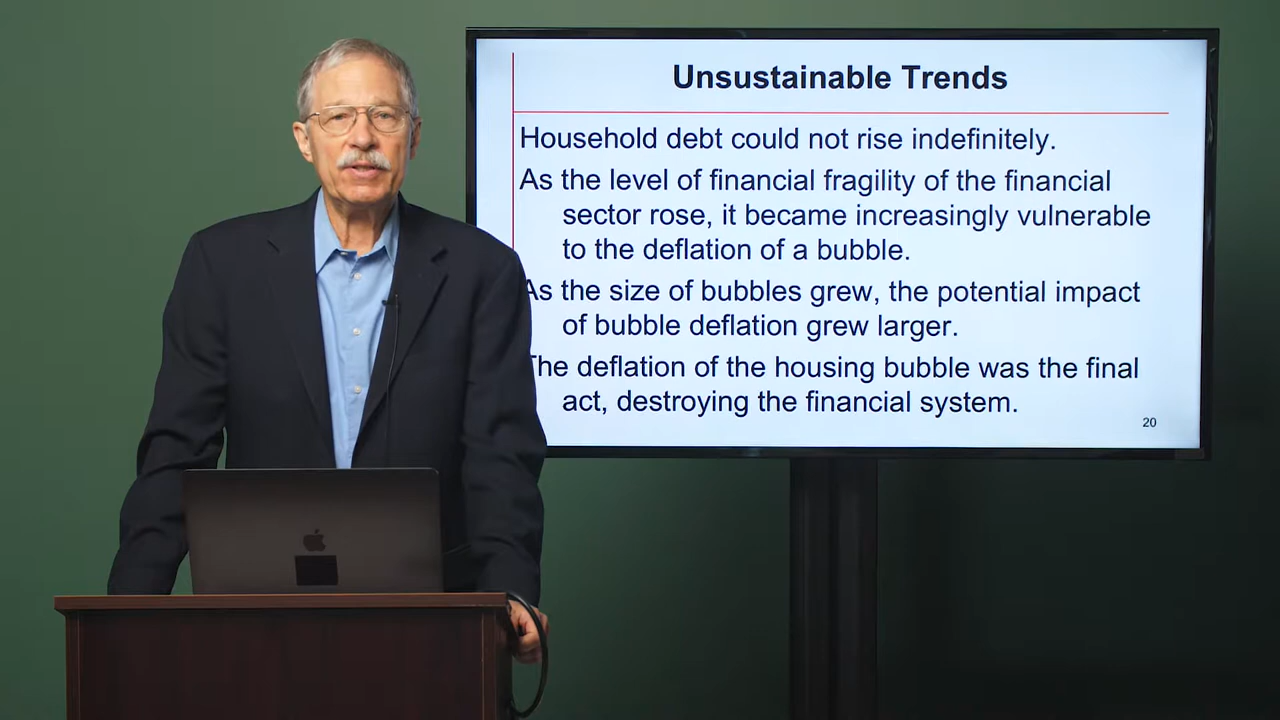 Unsustainable Trends
Household debt could not rise indefinitely.
As the level of financial fragility of the financial
sector rose, it became increasingly vulnerable
to the deflation of a bubble.
As the size of bubbles grew, the potential impact
of bubble deflation grew larger.
The deflation of the housing bubble was the final
act, destroying the financial system.
20